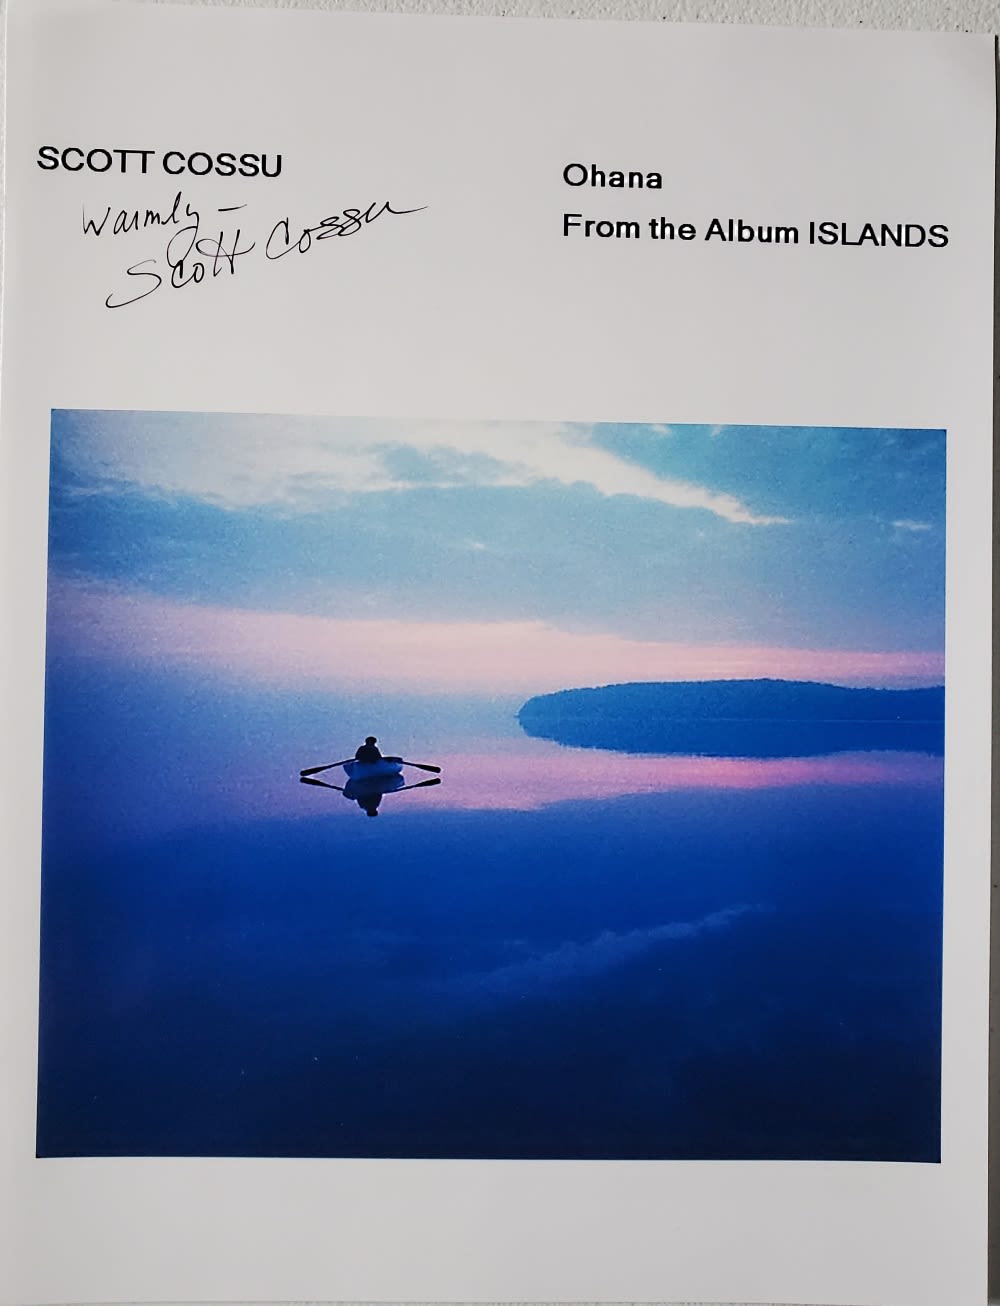 SCOTT COSSU
Warmly –
Scott Cossu
Ohana
From the Album ISLANDS